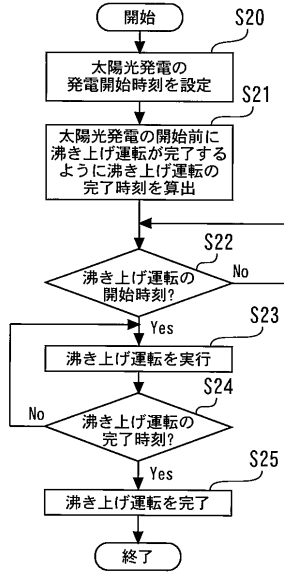 開始
S20
太陽光発電の
発電開始時刻を設定
S21
太陽光発電の開始前に
沸き上げ運転が完了する
ように沸き上げ運転の
完了時刻を算出
S22
沸き上げ運転の
開始時刻?
No
Yes
S23
沸き上げ運転を実行
S24
沸き上げ運転の
完了時刻?
No
Yes
S25
沸き上げ運転を完了
終了